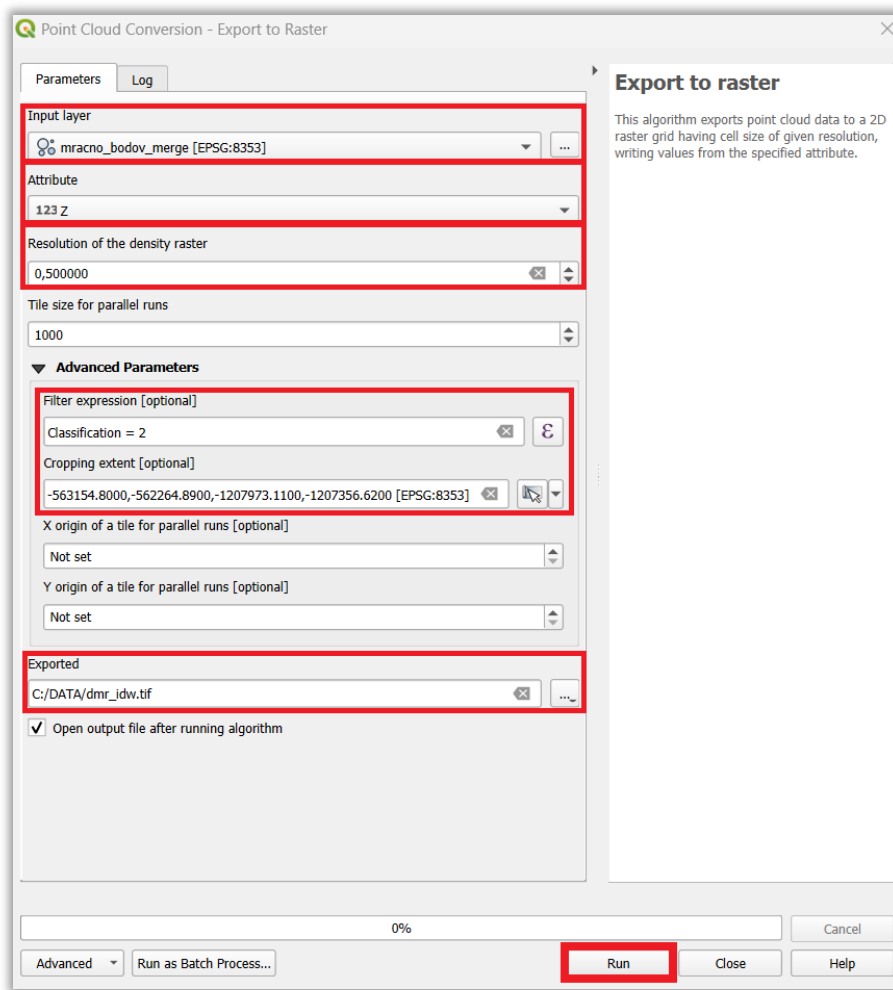 Point Cloud Conversion - Export to Raster
Parameters
Log
Input layer
mracno_bodov_merge [EPSG:8353]
...
Attribute
123 Z
Resolution of the density raster
0,500000
Tile size for parallel runs
1000
Advanced Parameters
Filter expression [optional]
Classification = 2
ε
Cropping extent [optional]
-563154.8000,-562264.8900,-1207973.1100,-1207356.6200 [EPSG:8353]
X origin of a tile for parallel runs [optional]
Not set
Y origin of a tile for parallel runs [optional]
Not set
Exported
C:/DATA/dmr_idw.tif
...
Open output file after running algorithm
Export to raster
This algorithm exports point cloud data to a 2D
raster grid having cell size of given resolution,
writing values from the specified attribute.
0%
Cancel
Advanced
Run as Batch Process...
Run
Close
Help